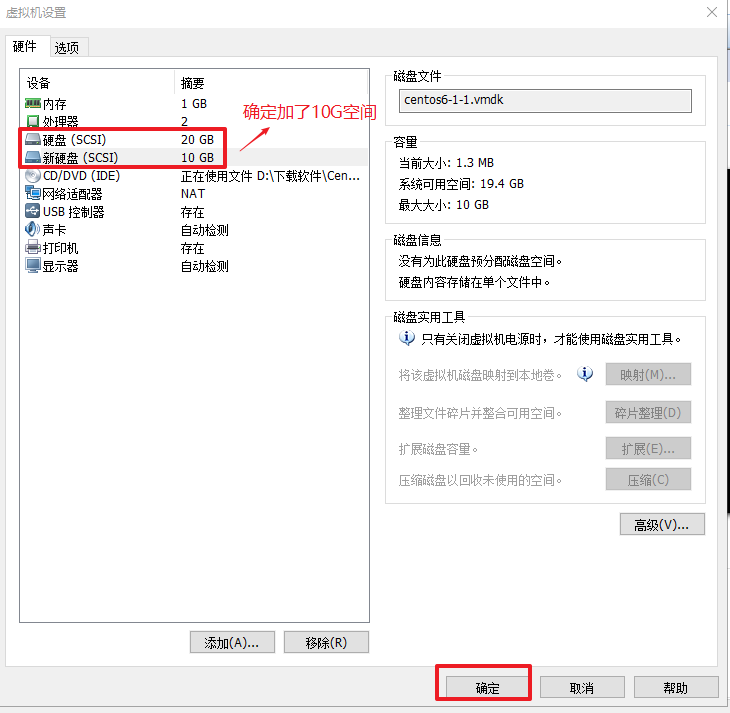 虚拟机设置
硬件 选项
设备 摘要
内存 1 GB
处理器 2
硬盘 (SCSI) 20 GB
新硬盘 (SCSI) 10 GB
CD/DVD (IDE) 正在使用文件 D:\下载软件\Cen...
网络适配器 NAT
USB 控制器 存在
声卡 自动检测
打印机 存在
显示器 自动检测
确定加了10G空间
添加(A)... 移除(R)
磁盘文件
centos6-1-1.vmdk
容量
当前大小: 1.3 MB
系统可用空间: 19.4 GB
最大大小: 10 GB
磁盘信息
没有为此硬盘预分配磁盘空间。
硬盘内容存储在单个文件中。
磁盘实用工具
只有关闭虚拟机电源时，才能使用磁盘实用工具。
将该虚拟机磁盘映射到本地卷。 映射(M)...
整理文件碎片并整合可用空间。 碎片整理(D)
扩展磁盘容量。 扩展(E)...
压缩磁盘以回收未使用的空间。 压缩(C)
高级(V)...
确定 取消 帮助